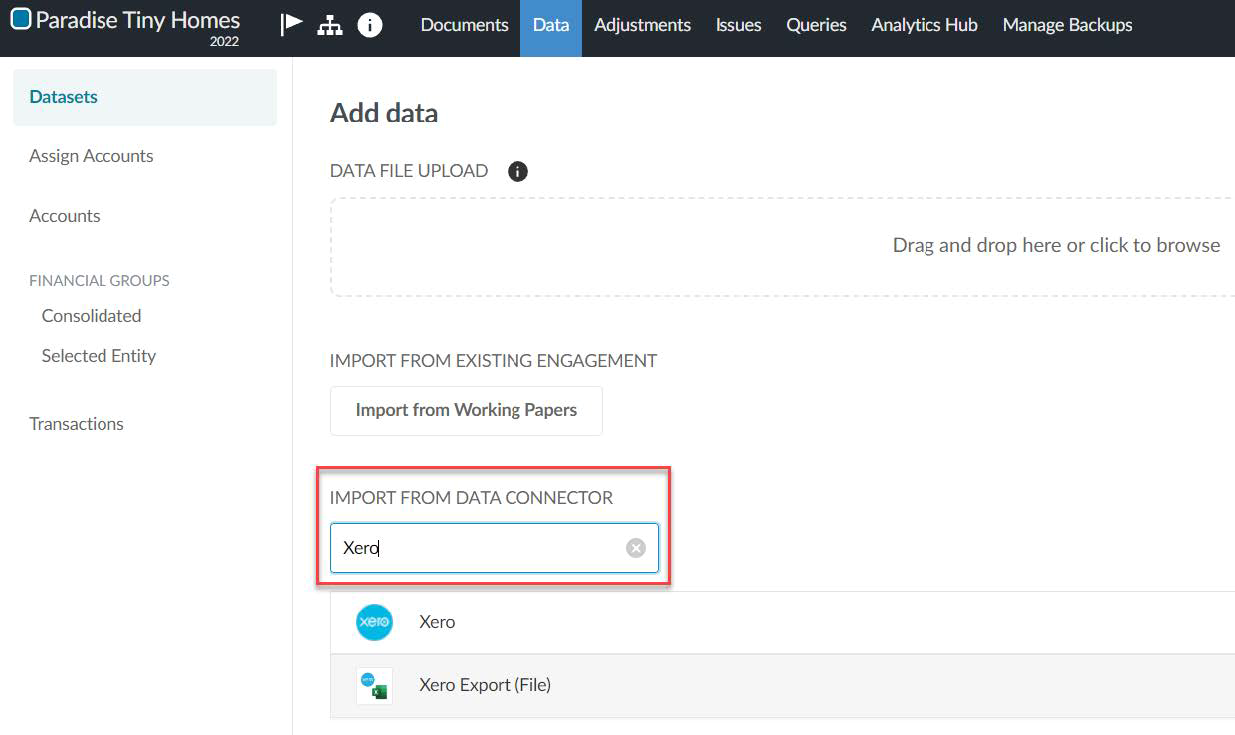 Paradise Tiny Homes
2022
Documents Data Adjustments Issues Queries Analytics Hub Manage Backups
Datasets
Assign Accounts
Accounts
FINANCIAL GROUPS
Consolidated
Selected Entity
Transactions
Add data
DATA FILE UPLOAD
Drag and drop here or click to browse
IMPORT FROM EXISTING ENGAGEMENT
Import from Working Papers
IMPORT FROM DATA CONNECTOR
Xero
xero Xero
Xero Export (File)